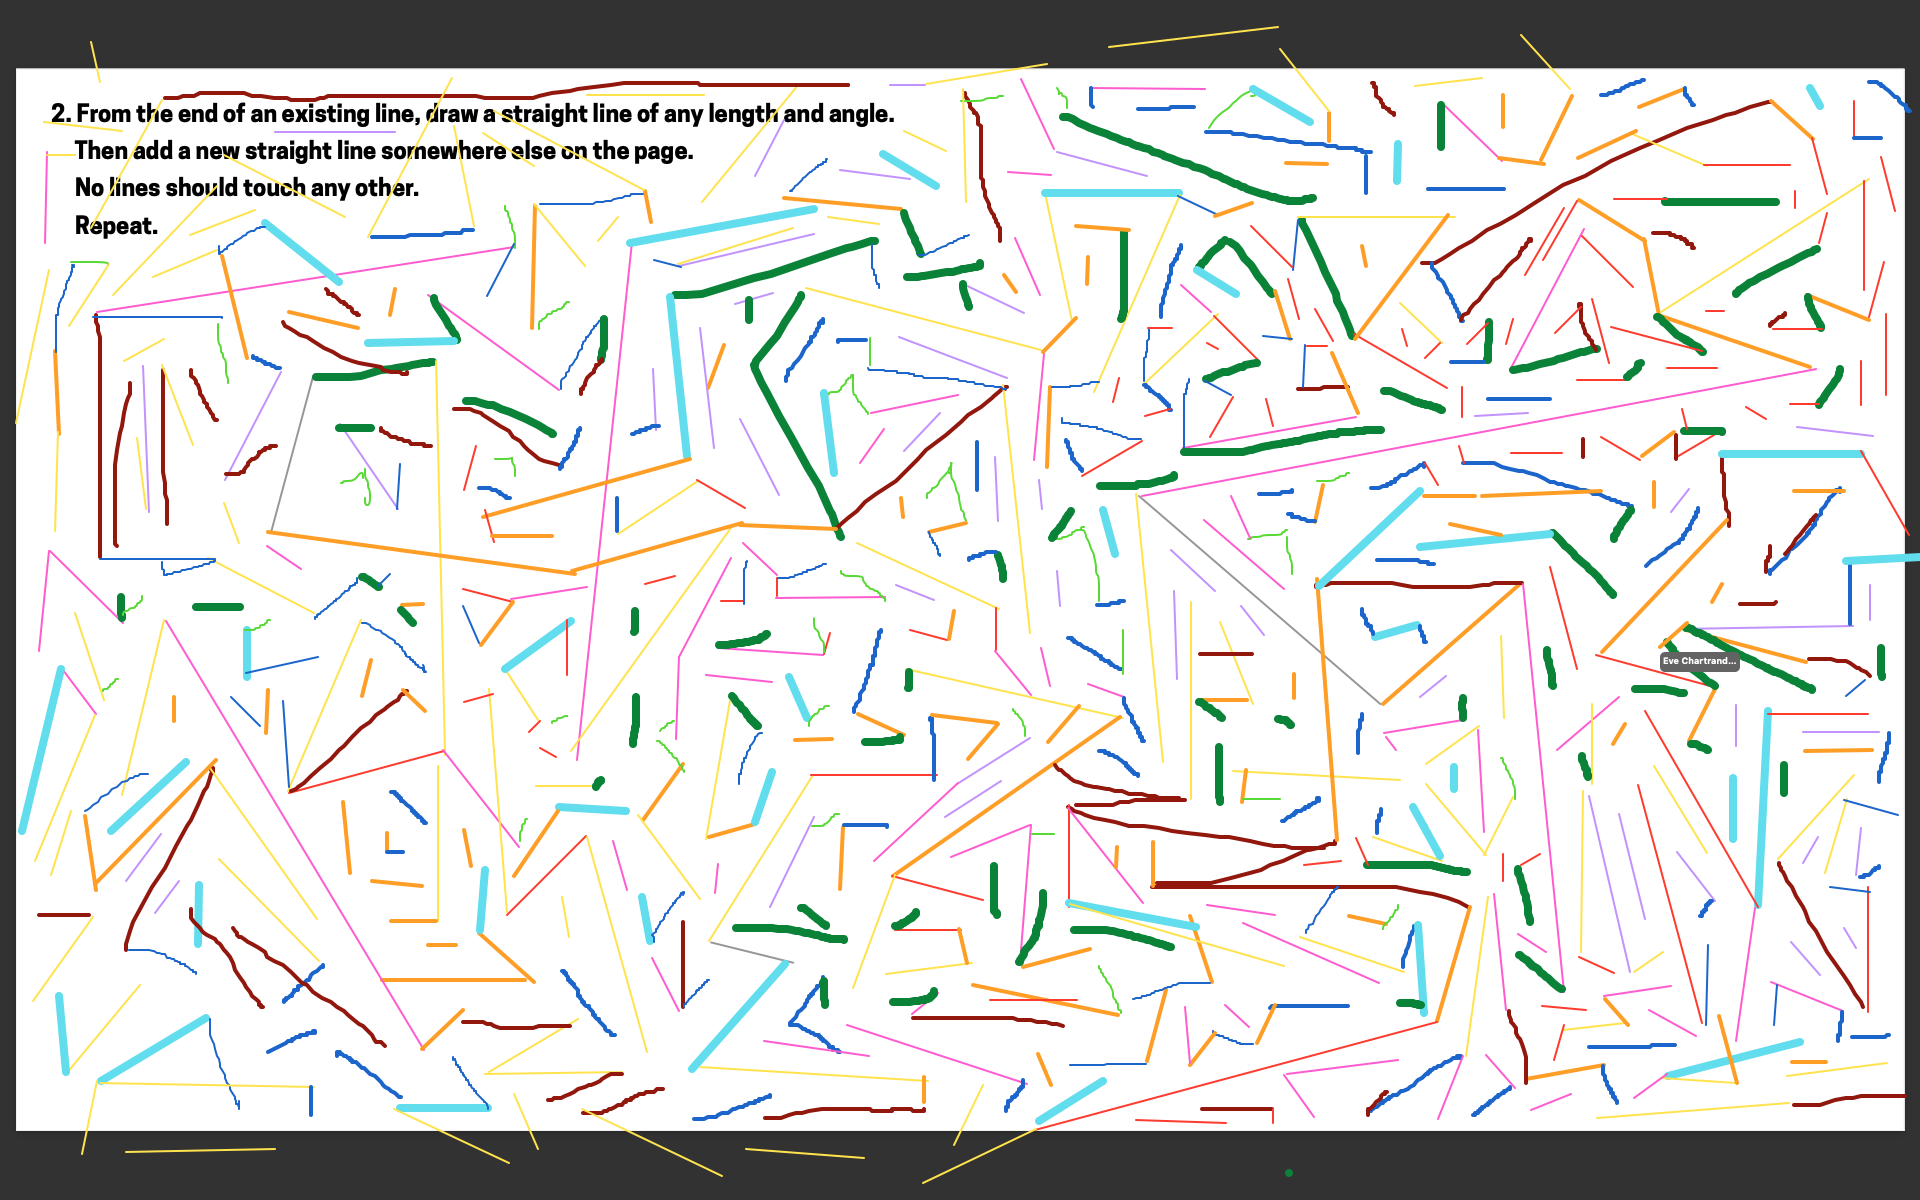 2. From the end of an existing line, draw a straight line of any length and angle.
Then add a new straight line somewhere else on the page.
No lines should touch any other.
Repeat.
Eve Chartrand...